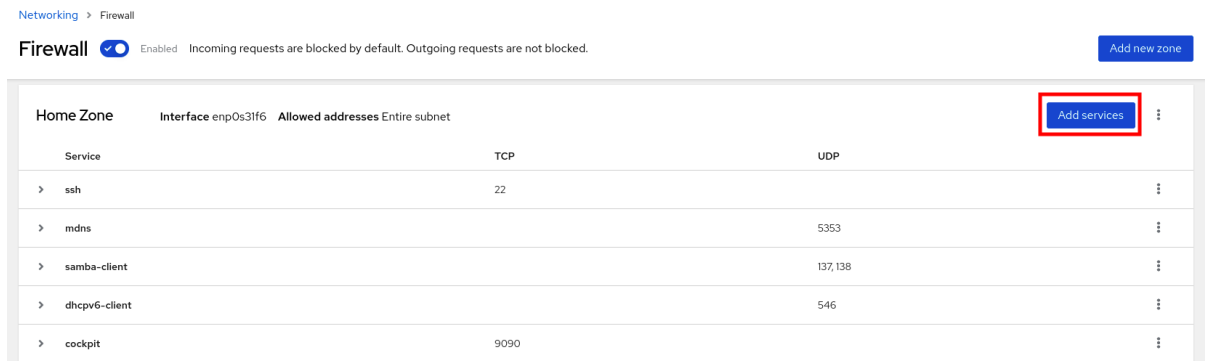 Networking > Firewall
Firewall Enabled Incoming requests are blocked by default. Outgoing requests are not blocked. Add new zone
Home Zone Interface enp0s31f6 Allowed addresses Entire subnet Add services
Service TCP UDP
ssh 22
mdns 5353
samba-client 137, 138
dhcpv6-client 546
cockpit 9090